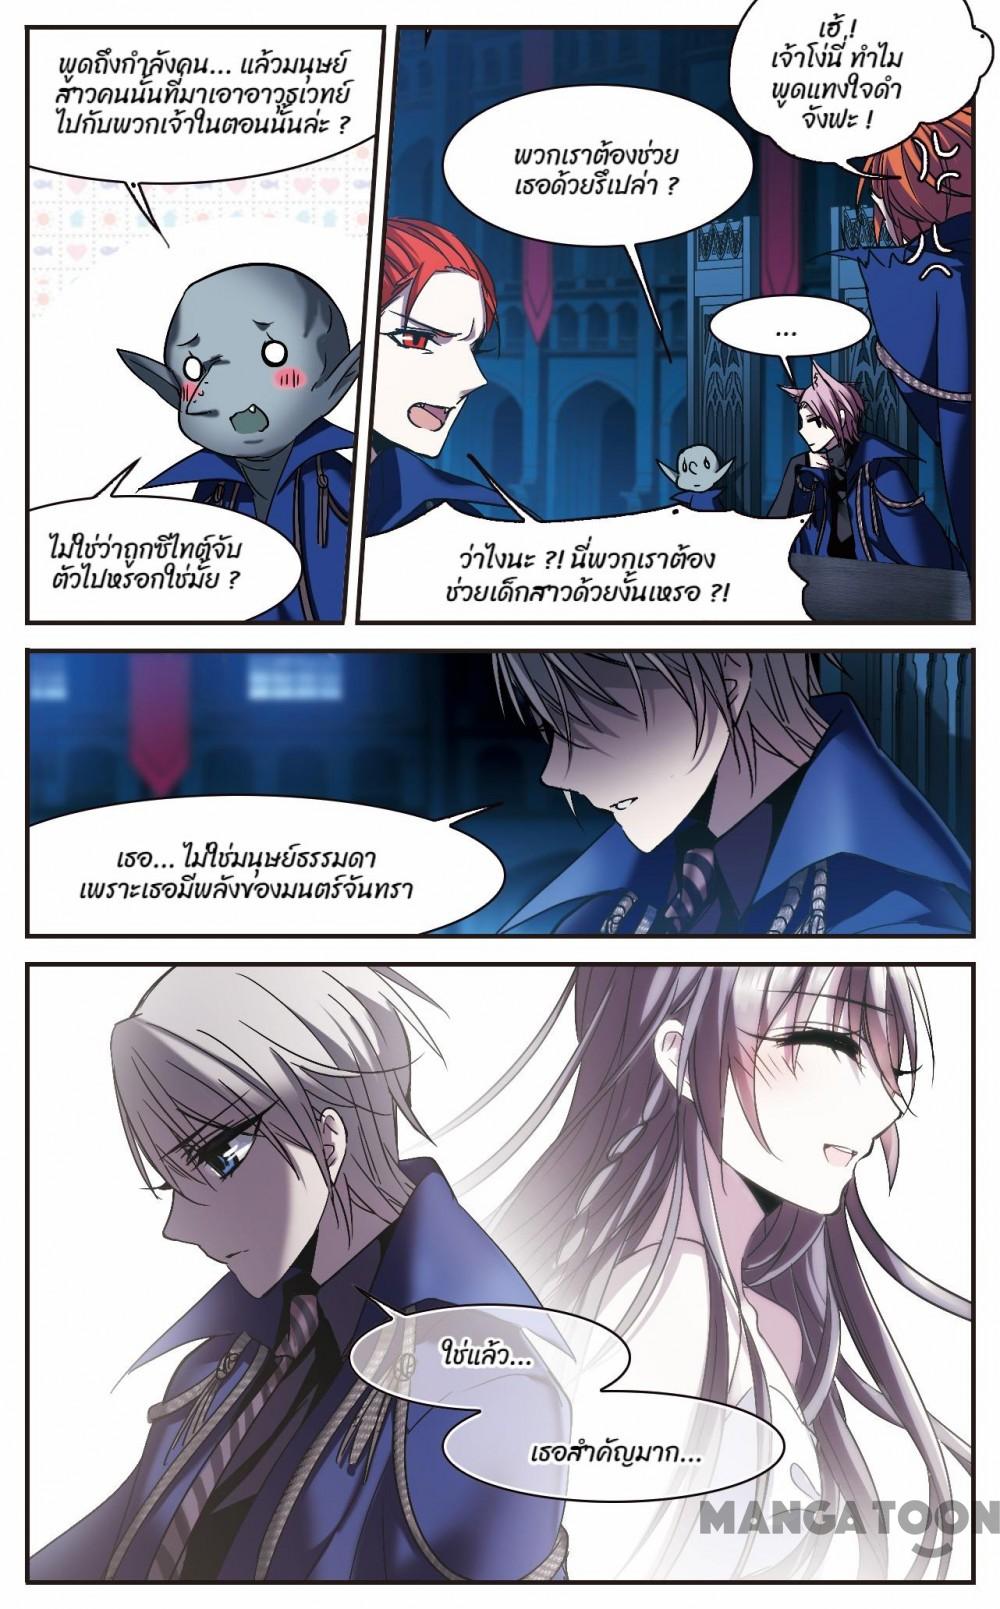 พูดถึงกำลังคน... แล้วมนุษย์
สาวคนนั้นที่มาเอาอาวุธเวทย์
ไปกับพวกเจ้าในตอนนั้นล่ะ ?
ไม่ใช่ว่าถูกซีไทต์จับ
ตัวไปหรอกใช่มั้ย ?
เฮ้ !
เจ้าโง่นี่ ทำไม
พูดแทงใจดำ
จังฟะ !
พวกเราต้องช่วย
เธอด้วยรึเปล่า ?
...
ว่าไงนะ ?! นี่พวกเราต้อง
ช่วยเด็กสาวด้วยงั้นเหรอ ?!
เธอ... ไม่ใช่มนุษย์ธรรมดา
เพราะเธอมีพลังของมนตร์จันทรา
ใช่แล้ว...
เธอสำคัญมาก...
MANGATOON